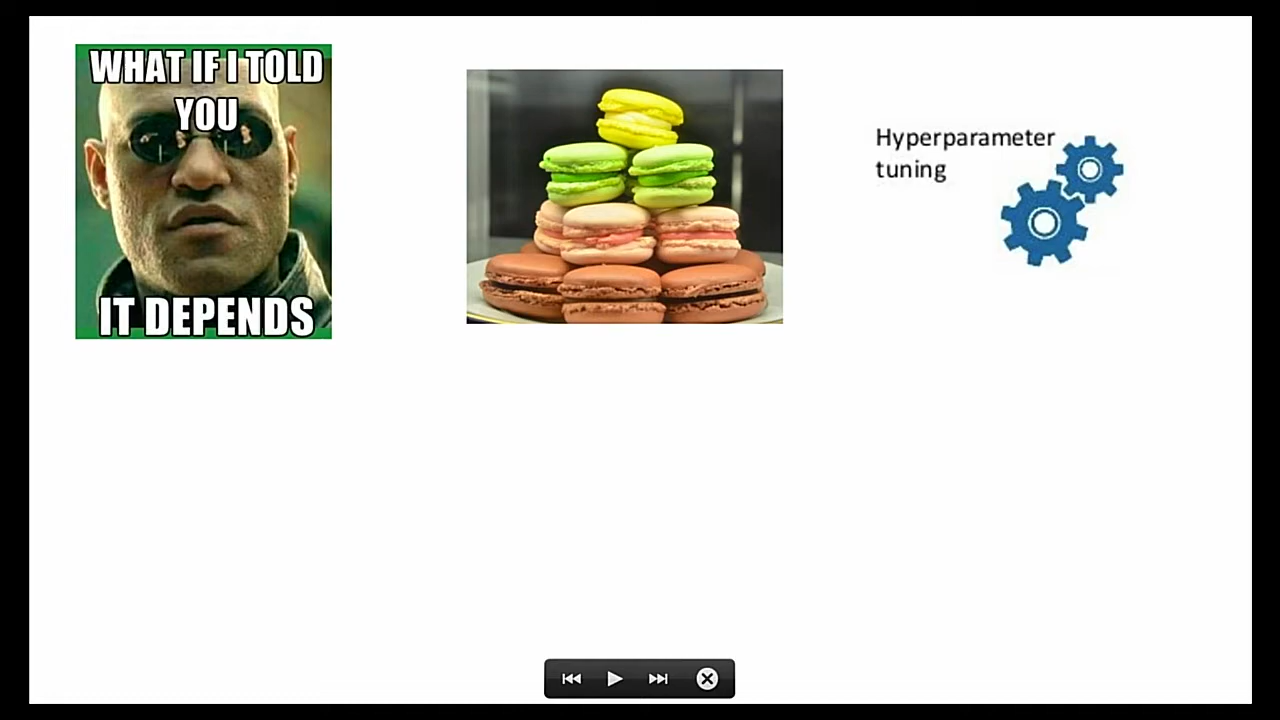 WHAT IF I TOLD
YOU
IT DEPENDS
Hyperparameter
tuning